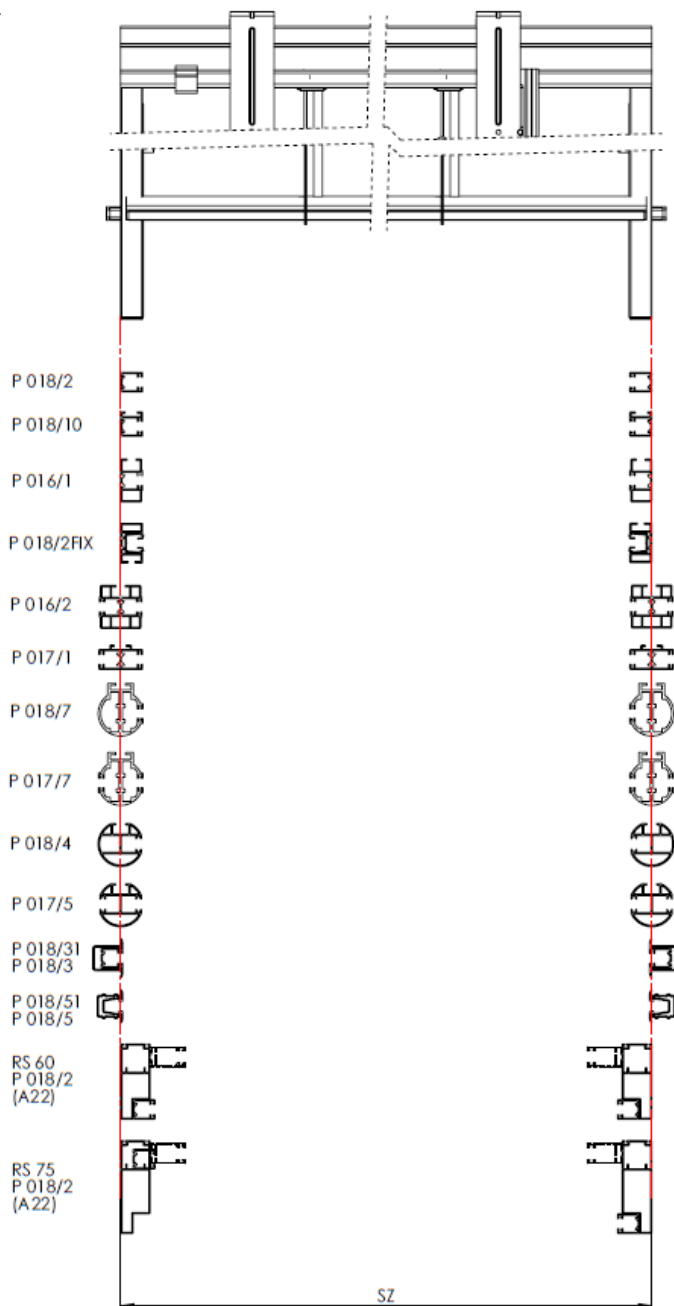 P 018/2
P 018/10
P 016/1
P 018/2FIX
P 016/2
P 017/1
P 018/7
P 017/7
P 018/4
P 017/5
P 018/31
P 018/3
P 018/51
P 018/5
RS 60
P 018/2
(A22)
RS 75
P 018/2
(A22)
SZ